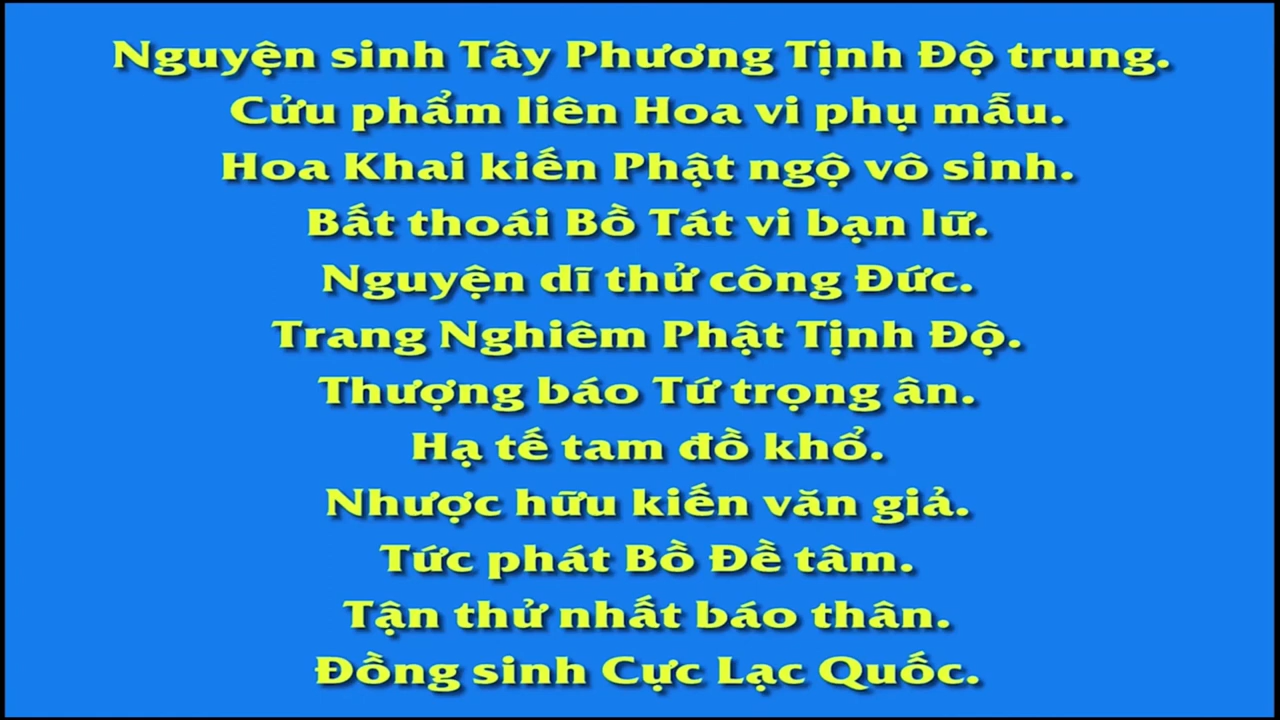 Nguyện sinh Tây Phương Tịnh Độ trung.
Cửu phẩm liên Hoa vi phụ mẫu.
Hoa Khai kiến Phật ngộ vô sinh.
Bất thoái Bồ Tát vi bạn lữ.
Nguyện dĩ thử công Đức.
Trang Nghiêm Phật Tịnh Độ.
Thượng báo Tứ trọng ân.
Hạ tế tam đồ khổ.
Nhược hữu kiến văn giả.
Tức phát Bồ Đề tâm.
Tận thử nhất báo thân.
Đồng sinh Cực Lạc Quốc.